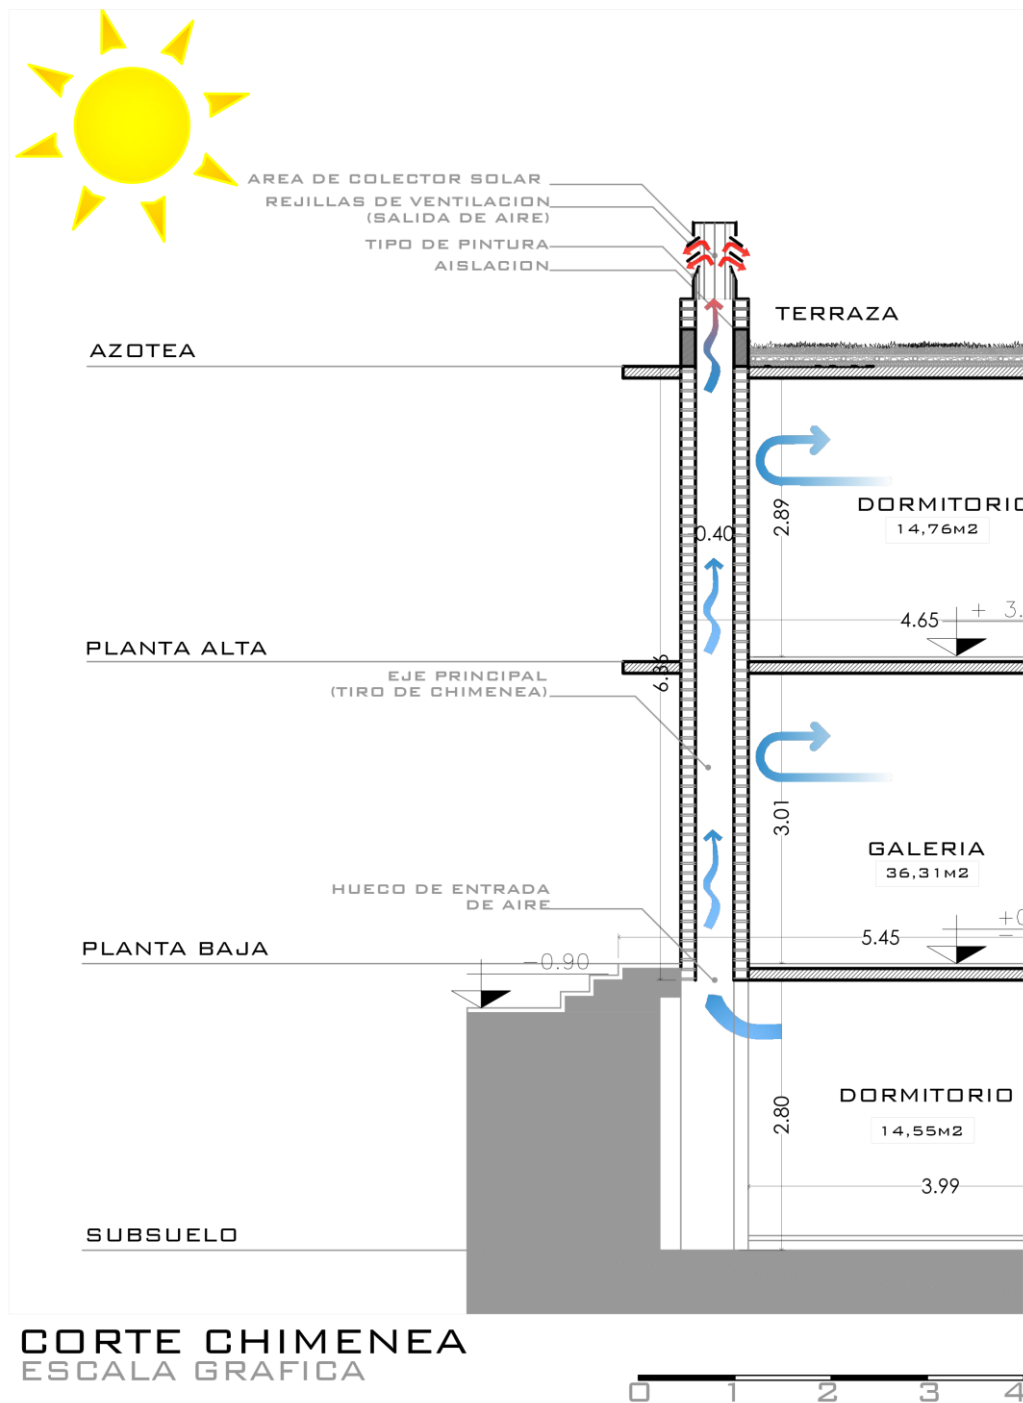 AREA DE COLECTOR SOLAR
REJILLAS DE VENTILACION
(SALIDA DE AIRE)
TIPO DE PINTURA
AISLACION
TERRAZA
AZOTEA
DORMITORIO
14,76M2
2.89
0.40
4.65
+ 3.
PLANTA ALTA
6.36
EJE PRINCIPAL
(TIRO DE CHIMENEA)
3.01
GALERIA
36,31M2
HUECO DE ENTRADA
DE AIRE
+0
5.45
PLANTA BAJA
-0.90
DORMITORIO
14,55M2
2.80
3.99
SUBSUELO
CORTE CHIMENEA
ESCALA GRAFICA
0 1 2 3 4